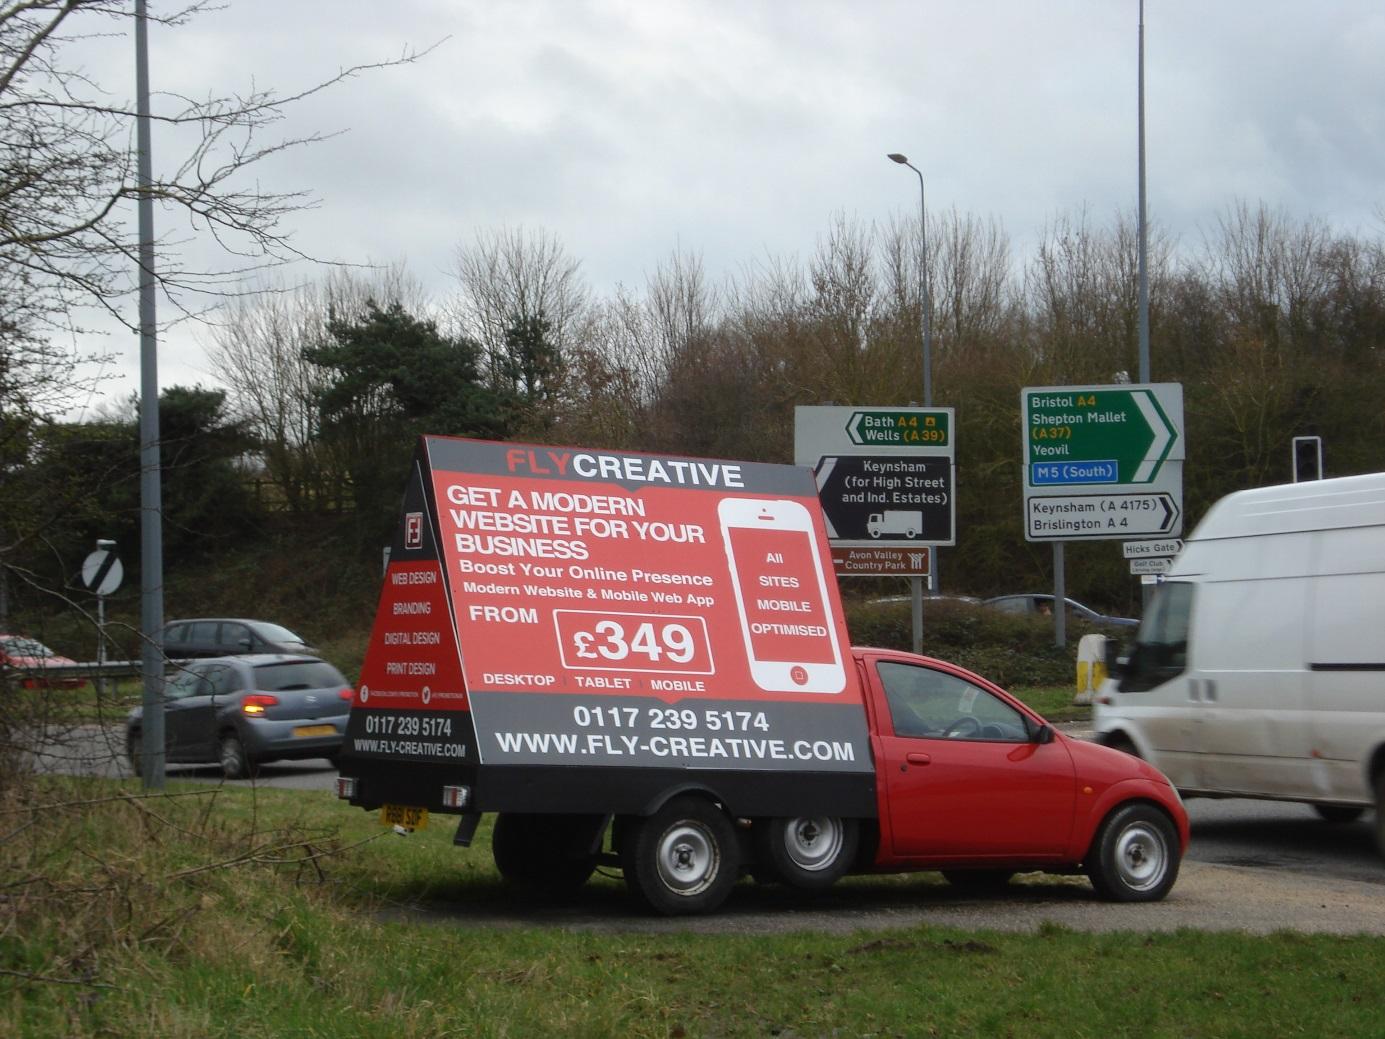 Bath A4
Wells (A39)
Keynsham
(for High Street
and Ind. Estates)
Avon Valley
Country Park
Bristol A4
Shepton Mallet
(A37)
Yeovil
M5 (South)
Keynsham (A 4175)
Brislington A 4
Hicks Gate
Golf Club
FLYCREATIVE
GET A MODERN
WEBSITE FOR YOUR
BUSINESS
Boost Your Online Presence
Modern Website & Mobile Web App
FROM
£349
DESKTOP TABLET MOBILE
All
SITES
MOBILE
OPTIMISED
0117 239 5174
WWW.FLY-CREATIVE.COM
WEB DESIGN
BRANDING
DIGITAL DESIGN
PRINT DESIGN
0117 239 5174
WWW.FLY-CREATIVE.COM